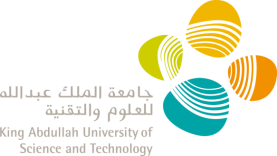 جامعة الملك عبدالله
للعلوم والتقنية
King Abdullah University of
Science and Technology